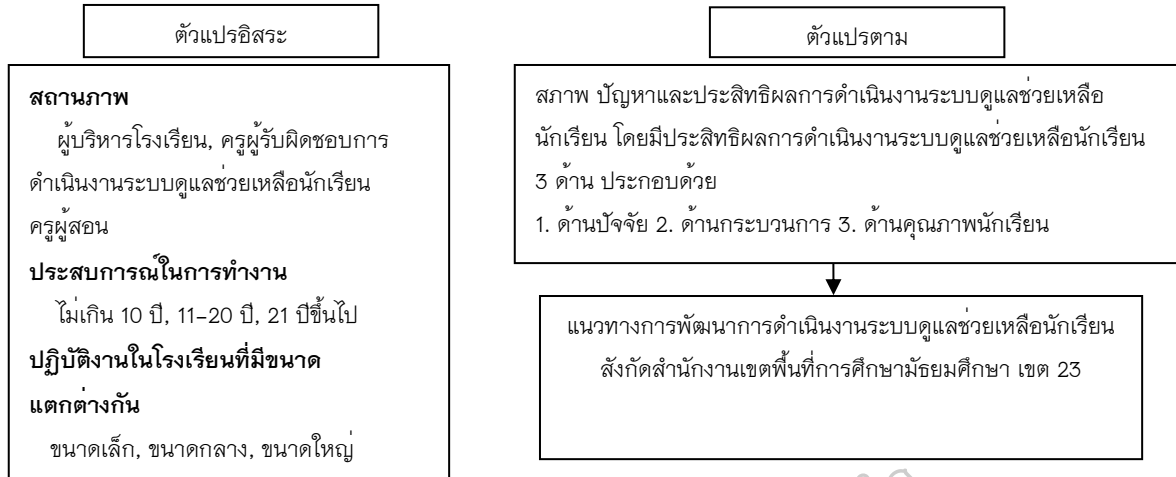 ตัวแปรอิสระ
สถานภาพ
ผู้บริหารโรงเรียน, ครูผู้รับผิดชอบการ
ดำเนินงานระบบดูแลช่วยเหลือนักเรียน
ครูผู้สอน
ประสบการณ์ในการทำงาน
ไม่เกิน 10 ปี, 11–20 ปี, 21 ปีขึ้นไป
ปฏิบัติงานในโรงเรียนที่มีขนาด
แตกต่างกัน
ขนาดเล็ก, ขนาดกลาง, ขนาดใหญ่
ตัวแปรตาม
สภาพ ปัญหาและประสิทธิผลการดำเนินงานระบบดูแลช่วยเหลือ
นักเรียน โดยมีประสิทธิผลการดำเนินงานระบบดูแลช่วยเหลือนักเรียน
3 ด้าน ประกอบด้วย
1. ด้านปัจจัย 2. ด้านกระบวนการ 3. ด้านคุณภาพนักเรียน
แนวทางการพัฒนาการดำเนินงานระบบดูแลช่วยเหลือนักเรียน
สังกัดสำนักงานเขตพื้นที่การศึกษามัธยมศึกษา เขต 23